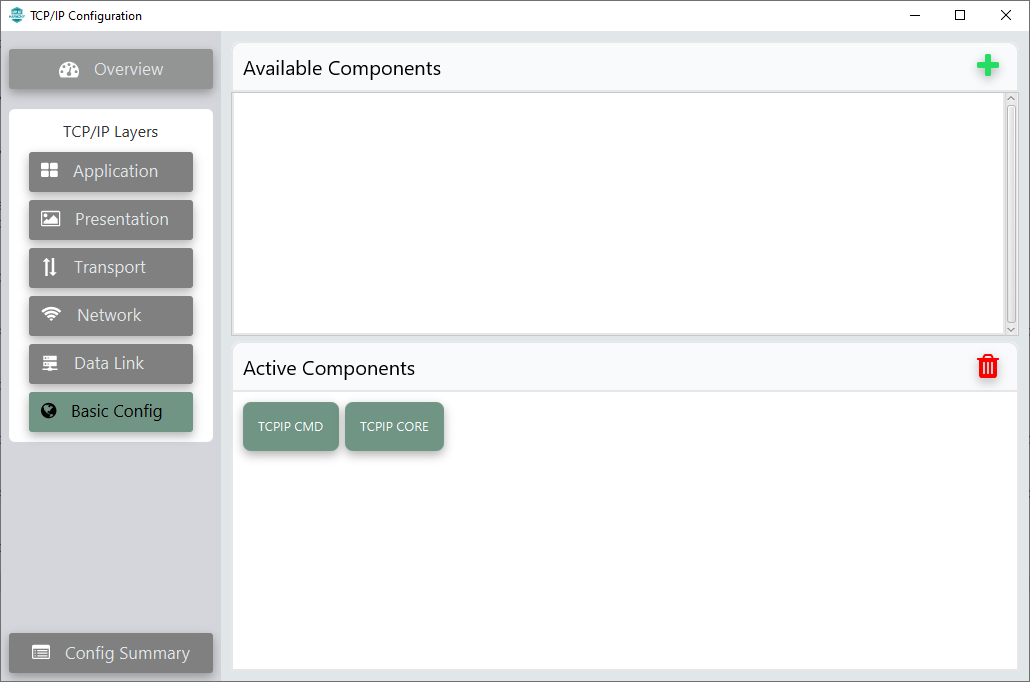 TCP/IP Configuration
Overview
TCP/IP Layers
Application
Presentation
Transport
Network
Data Link
Basic Config
Config Summary
Available Components
Active Components
TCPIP CMD
TCPIP CORE